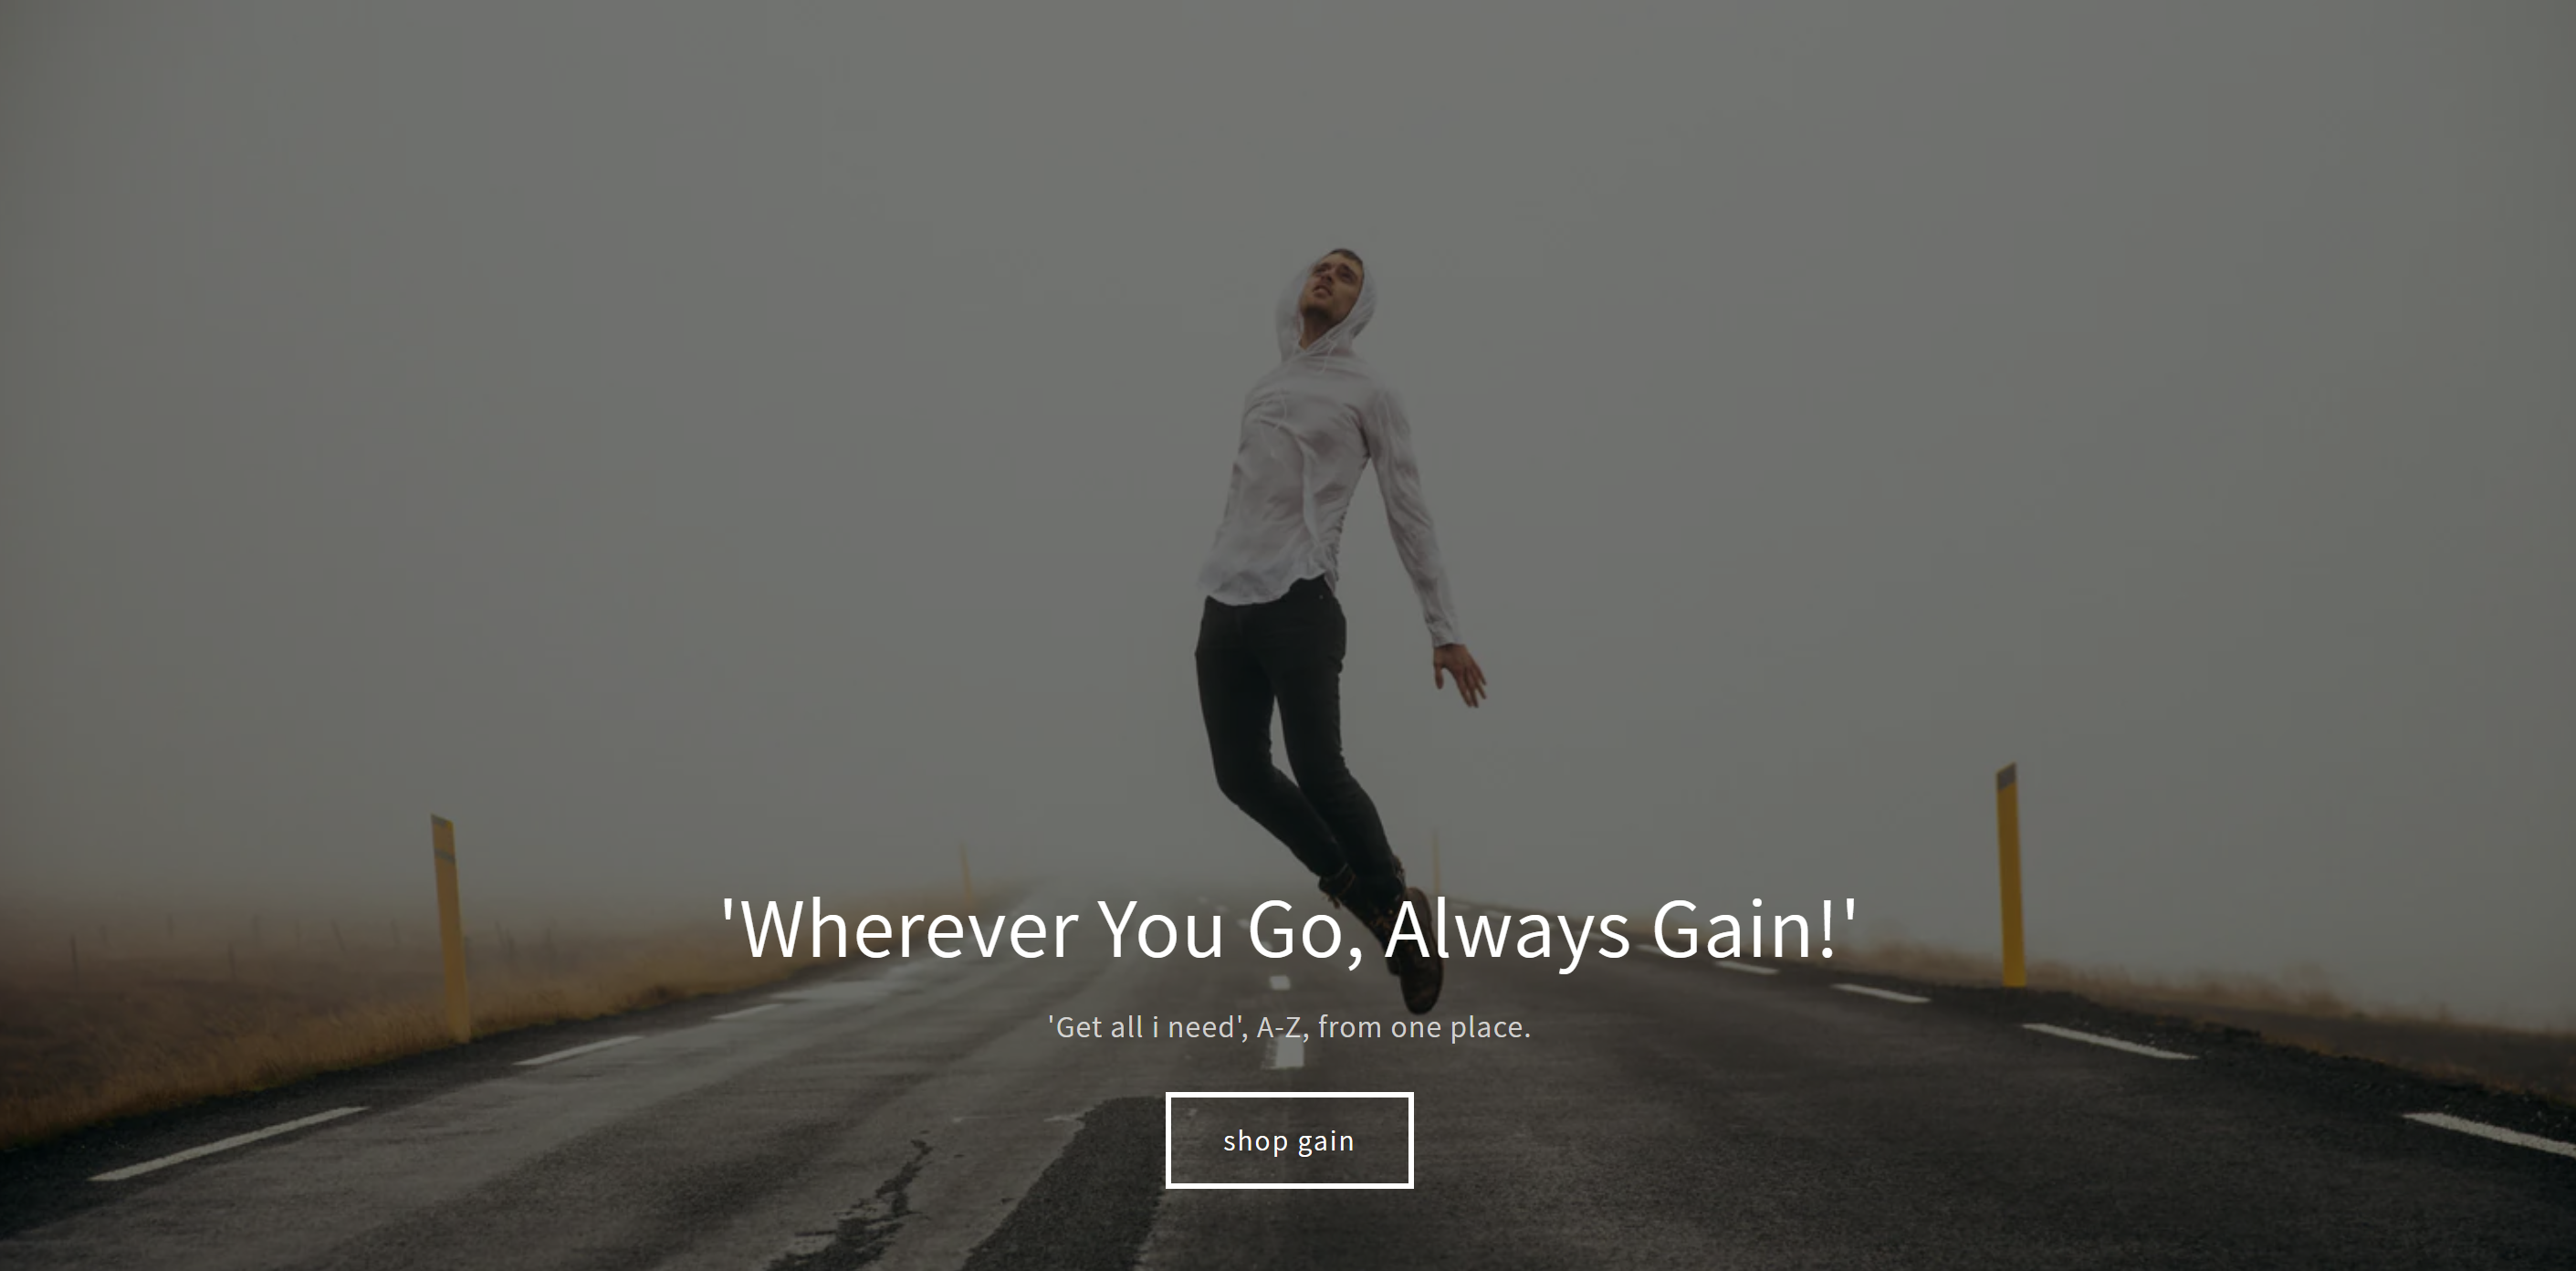 'Wherever You Go, Always Gain!'
'Get all i need', A-Z, from one place.
shop gain